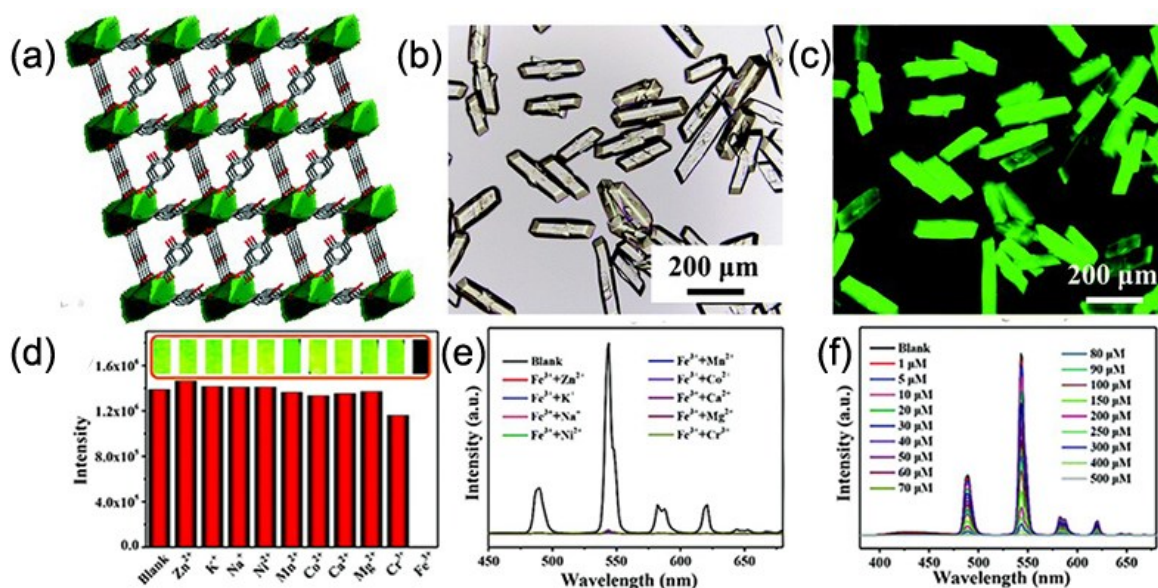 (a)
(b)
200 μm
(c)
200 μm
(d)
Intensity
1.6x10⁶
1.2x10⁶
8.0x10⁵
4.0x10⁵
0.0
Blank
Zn²⁺
K⁺
Na⁺
Ni²⁺
Mn²⁺
Co²⁺
Ca²⁺
Mg²⁺
Cr³⁺
Fe³⁺
(e)
Intensity (a.u.)
Blank
Fe³⁺+Zn²⁺
Fe³⁺+K⁺
Fe³⁺+Na⁺
Fe³⁺+Ni²⁺
Fe³⁺+Mn²⁺
Fe³⁺+Co²⁺
Fe³⁺+Ca²⁺
Fe³⁺+Mg²⁺
Fe³⁺+Cr³⁺
450 500 550 600 650
Wavelength (nm)
(f)
Intensity (a.u.)
Blank
1 μM
5 μM
10 μM
20 μM
30 μM
40 μM
50 μM
60 μM
70 μM
80 μM
90 μM
100 μM
150 μM
200 μM
250 μM
300 μM
400 μM
500 μM
400 450 500 550 600 650
Wavelength (nm)